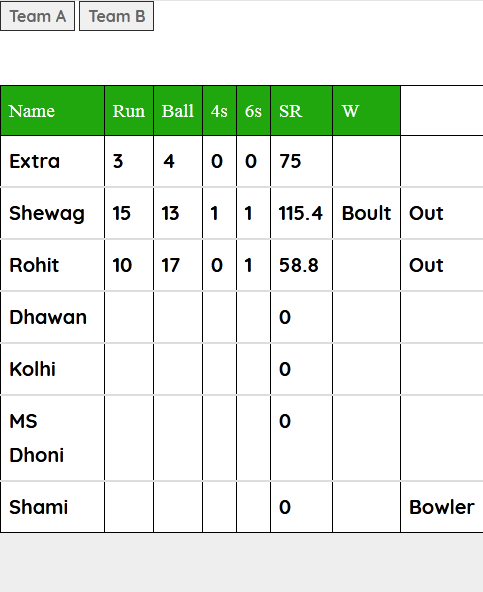 Team A Team B
Name Run Ball 4s 6s SR W
Extra 3 4 0 0 75
Shewag 15 13 1 1 115.4 Boult Out
Rohit 10 17 0 1 58.8 Out
Dhawan 0
Kolhi 0
MS 0
Dhoni
Shami 0 Bowler